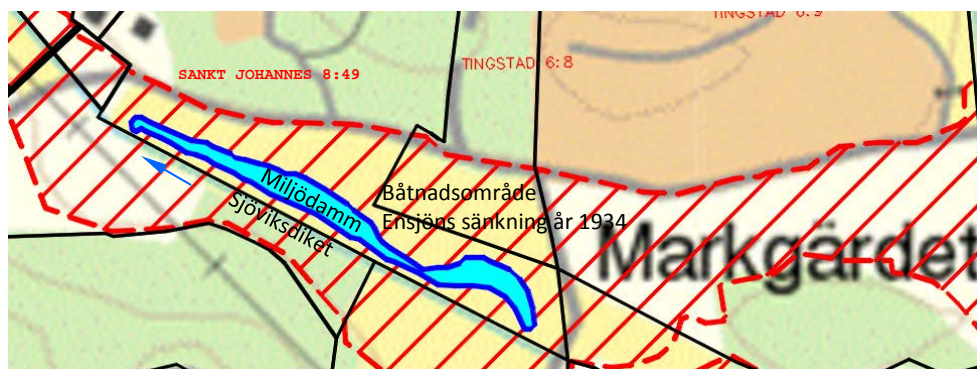 TINGSTAD 6:9
SANKT JOHANNES 8:49
TINGSTAD 6:8
Miljödamm
Sjöviksdiket
Båtnadsområde
Ensjöns sänkning år 1934
Markgärdet